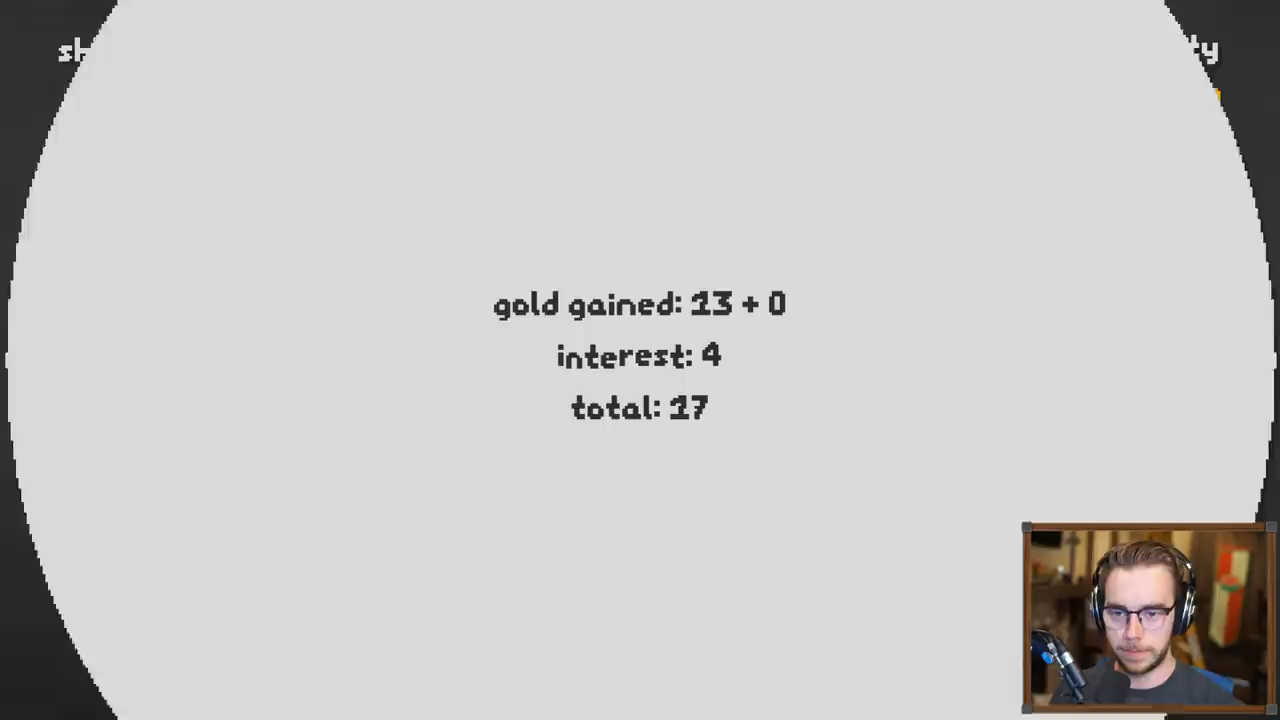 gold gained: 13 + 0
interest: 4
total: 17